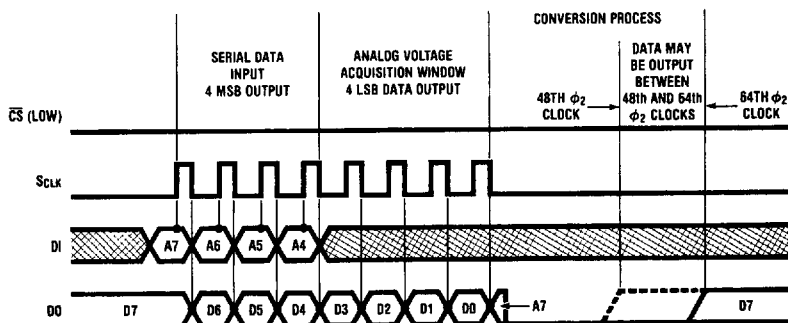 CONVERSION PROCESS
SERIAL DATA
INPUT
4 MSB OUTPUT
ANALOG VOLTAGE
ACQUISITION WINDOW
4 LSB DATA OUTPUT
DATA MAY
BE OUTPUT
BETWEEN
48th AND 64th
ϕ2 CLOCKS
48TH ϕ2
CLOCK
64TH ϕ2
CLOCK
C̅S̅ (LOW)
SCLK
DI
A7 A6 A5 A4
DO
D7 D6 D5 D4 D3 D2 D1 D0 A7 D7